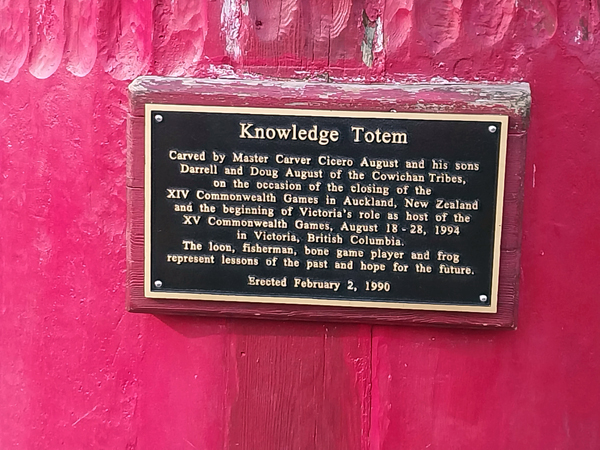 Knowledge Totem
Carved by Master Carver Cicero August and his sons
Darrell and Doug August of the Cowichan Tribes,
on the occasion of the closing of the
XIV Commonwealth Games in Auckland, New Zealand
and the beginning of Victoria's role as host of the
XV Commonwealth Games, August 18 - 28, 1994
in Victoria, British Columbia.
The loon, fisherman, bone game player and frog
represent lessons of the past and hope for the future.
Erected February 2, 1990